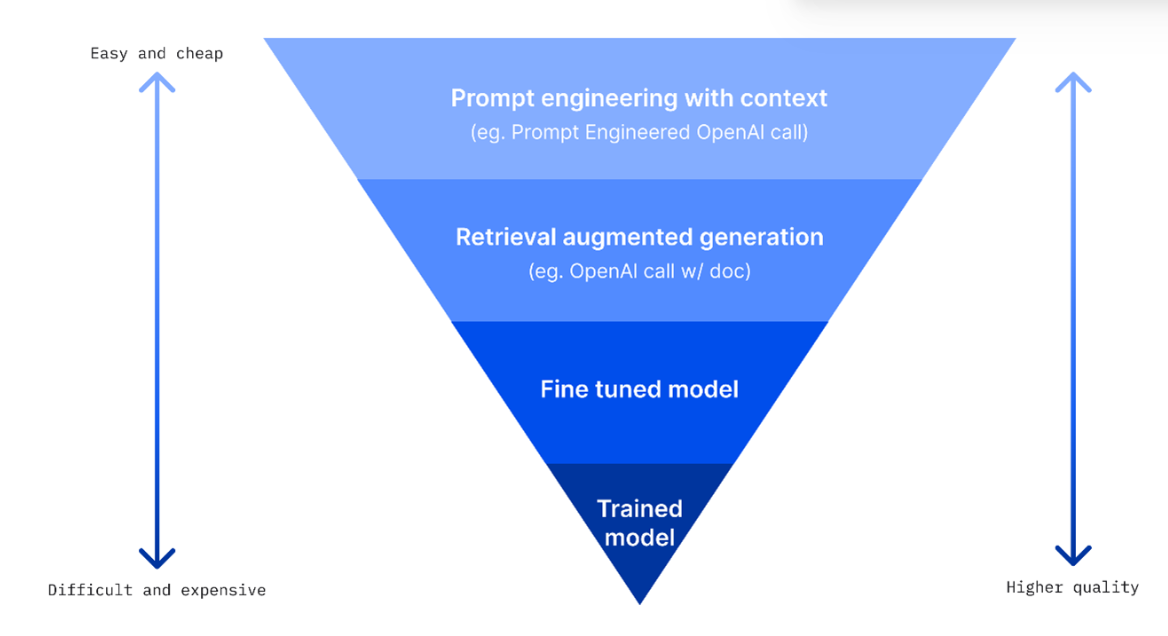 Easy and cheap
Prompt engineering with context
(eg. Prompt Engineered OpenAI call)
Retrieval augmented generation
(eg. OpenAI call w/ doc)
Fine tuned model
Trained
model
Difficult and expensive
Higher quality